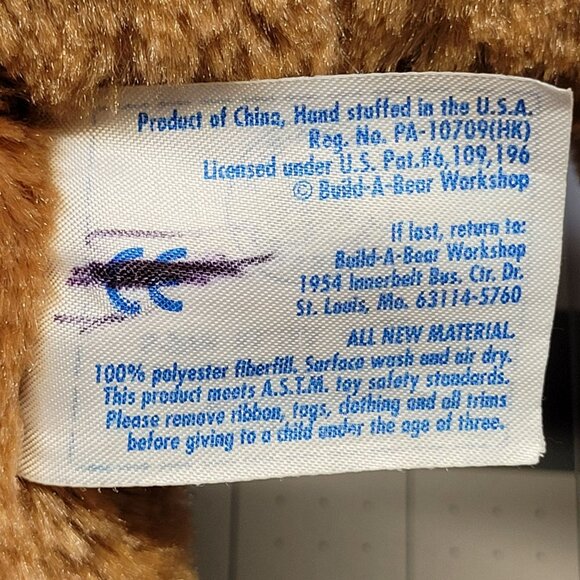 Product of China, Hand stuffed in the U.S.A.
Reg. No. PA-10709(HK)
Licensed under U.S. Pat.#6,109,196
© Build-A-Bear Workshop
If lost, return to:
Build-A-Bear Workshop
1954 Innerbelt Bus. Ctr. Dr.
St. Louis, Mo. 63114-5760
CE
ALL NEW MATERIAL.
100% polyester fiberfill. Surface wash and air dry.
This product meets A.S.T.M. toy safety standards.
Please remove ribbon, tags, clothing and all trims
before giving to a child under the age of three.